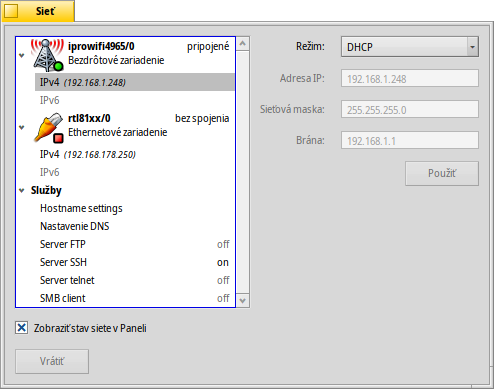 Sieť
iprowifi4965/0 pripojené
Bezdrôtové zariadenie
IPv4 (192.168.1.248)
IPv6
rtl81xx/0 bez spojenia
Ethernetové zariadenie
IPv4 (192.168.178.250)
IPv6
Služby
Hostname settings
Nastavenie DNS
Server FTP off
Server SSH on
Server telnet off
SMB client off
Zobraziť stav siete v Paneli
Vrátiť
Režim: DHCP
Adresa IP: 192.168.1.248
Sieťová maska: 255.255.255.0
Brána: 192.168.1.1
Použiť